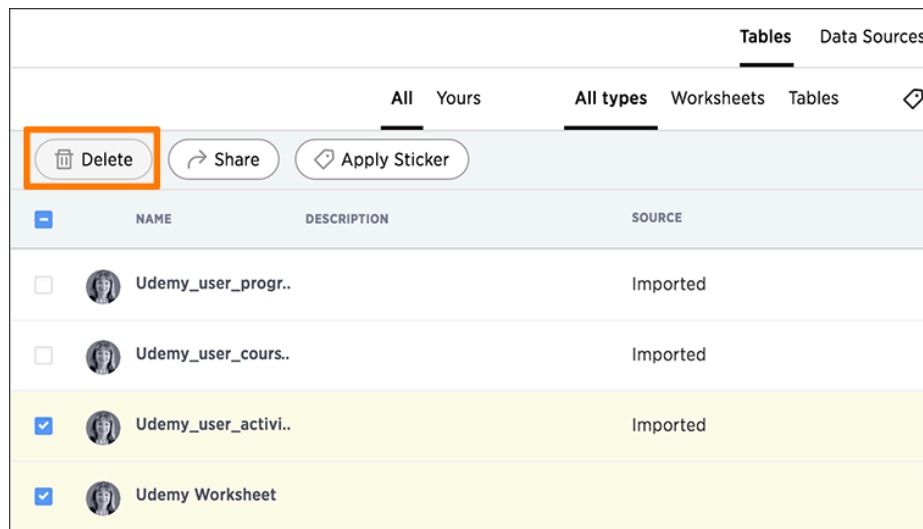 Tables Data Sources
All Yours All types Worksheets Tables
Delete Share Apply Sticker
NAME DESCRIPTION SOURCE
Udemy_user_progr.. Imported
Udemy_user_cours.. Imported
Udemy_user_activi.. Imported
Udemy Worksheet